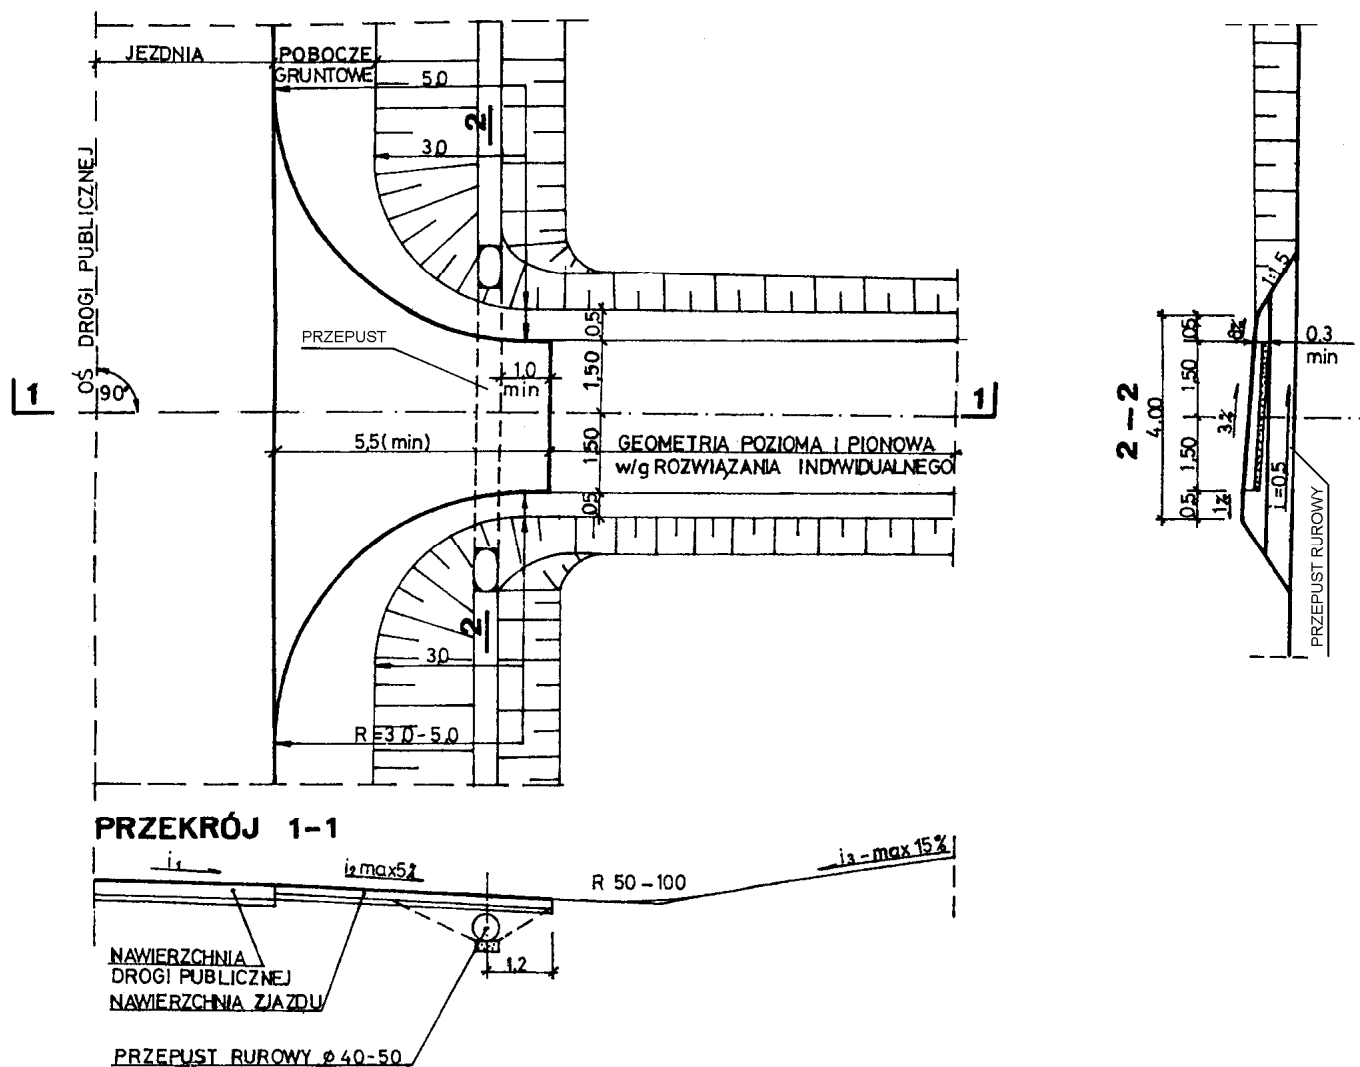 JEZDNIA
POBOCZE
GRUNTOWE
5,0
2
3,0
OŚ DROGI PUBLICZNEJ
PRZEPUST
0,5
1,0
min
1,50
1
90°
1
5,5(min)
1,50
GEOMETRIA POZIOMA I PIONOWA
w/g ROZWIĄZANIA INDYWIDUALNEGO
0,5
2
3,0
R=3,0-5,0
1:1,5
8%
0,5
0,3
min
1,50
2-2
4.00
3%
1,50
i=0,5
1%
0,5
PRZEPUST RUROWY
PRZEKRÓJ 1-1
i₁
i₂ max5%
R 50-100
i₃-max 15%
NAWIERZCHNIA
DROGI PUBLICZNEJ
NAWIERZCHNIA ZJAZDU
1,2
PRZEPUST RUROWY ø 40-50